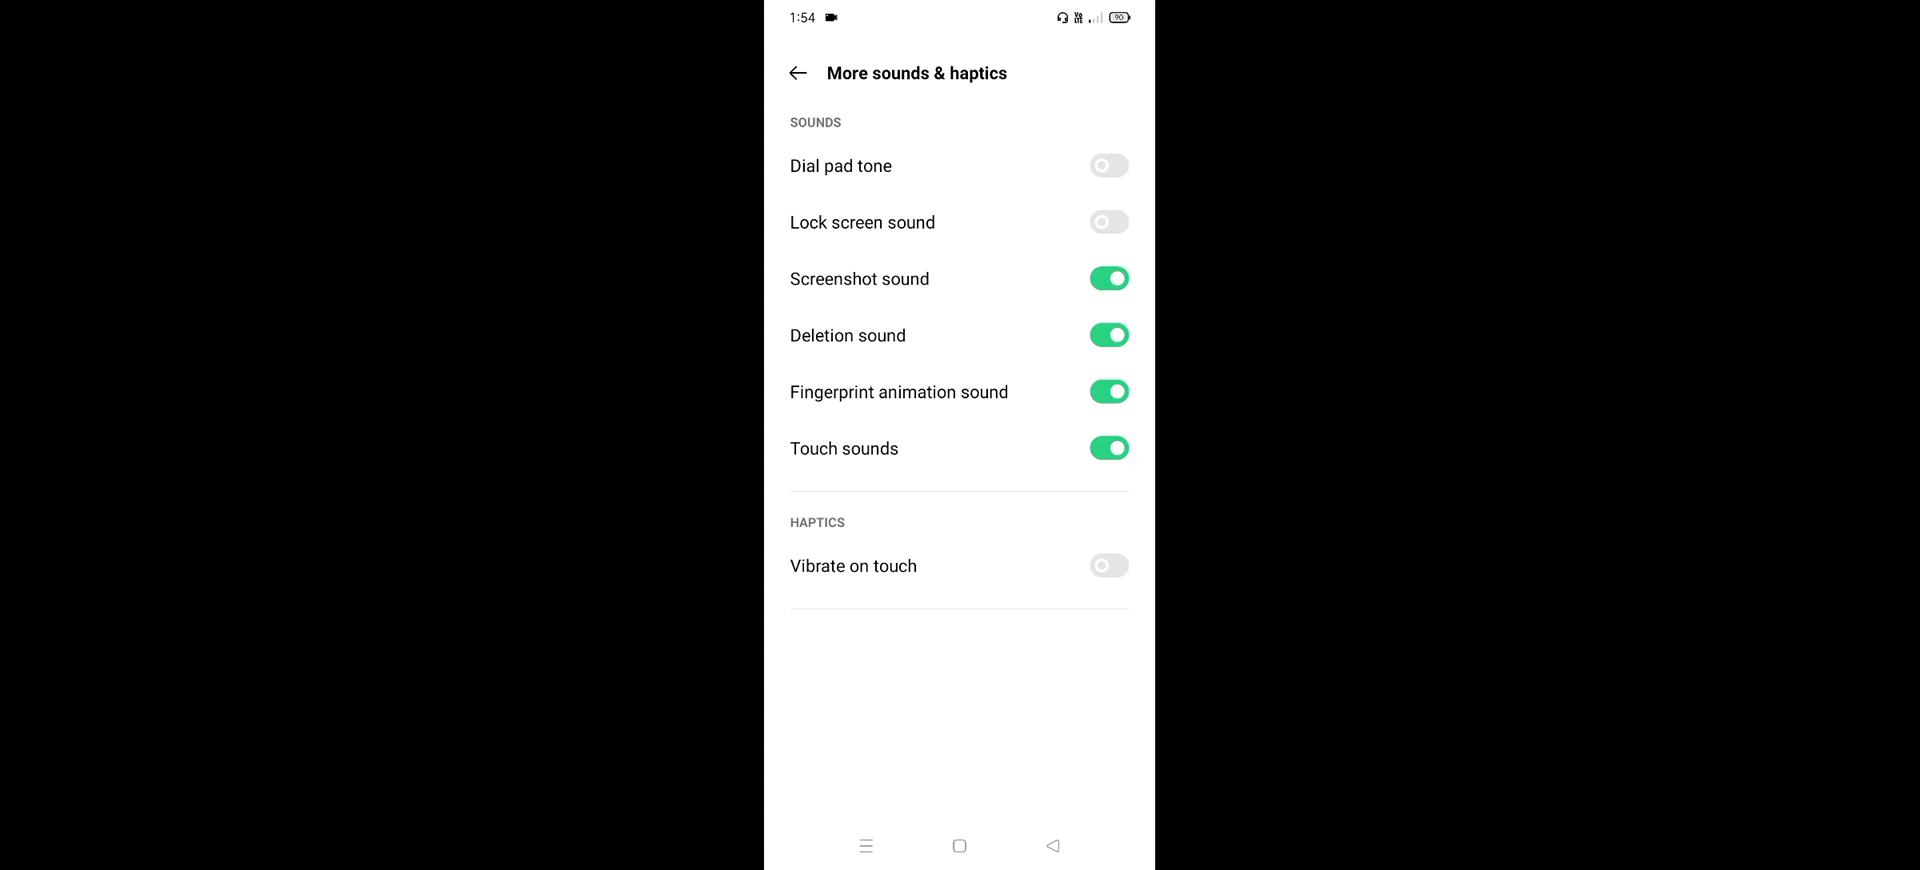 1:54 90
More sounds & haptics
SOUNDS
Dial pad tone
Lock screen sound
Screenshot sound
Deletion sound
Fingerprint animation sound
Touch sounds
HAPTICS
Vibrate on touch